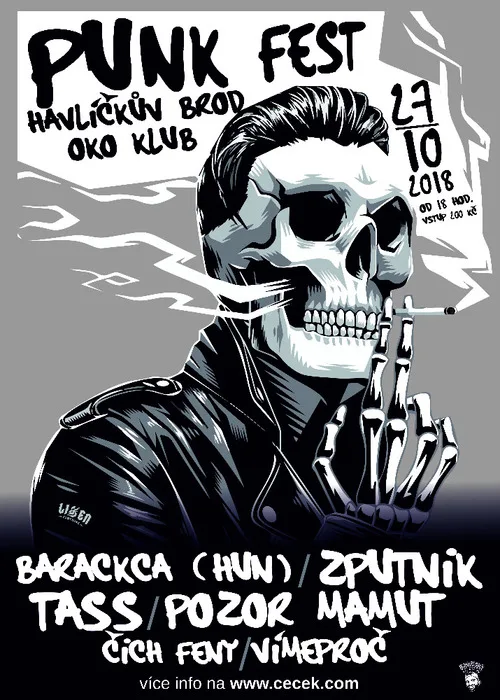 PUNK FEST
HAVLÍČKŮV BROD
OKO KLUB
27
10
2018
OD 18 HOD.
VSTUP 200 KČ
BARACKCA (HUN) / ZPUTNIK
TASS / POZOR MAMUT
ČICH FENY / VÍMEPROČ
více info na www.cecek.com